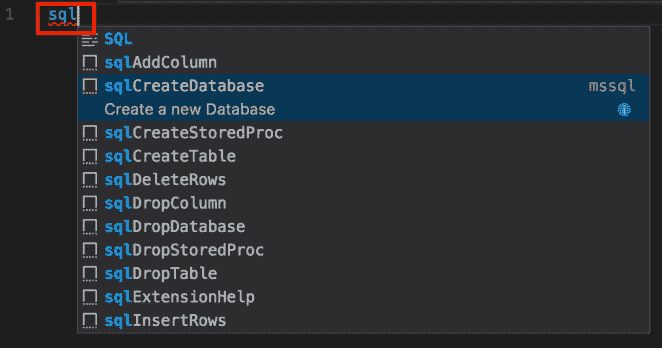 1 sql
SQL
sqlAddColumn
sqlCreateDatabase mssql
Create a new Database
sqlCreateStoredProc
sqlCreateTable
sqlDeleteRows
sqlDropColumn
sqlDropDatabase
sqlDropStoredProc
sqlDropTable
sqlExtensionHelp
sqlInsertRows